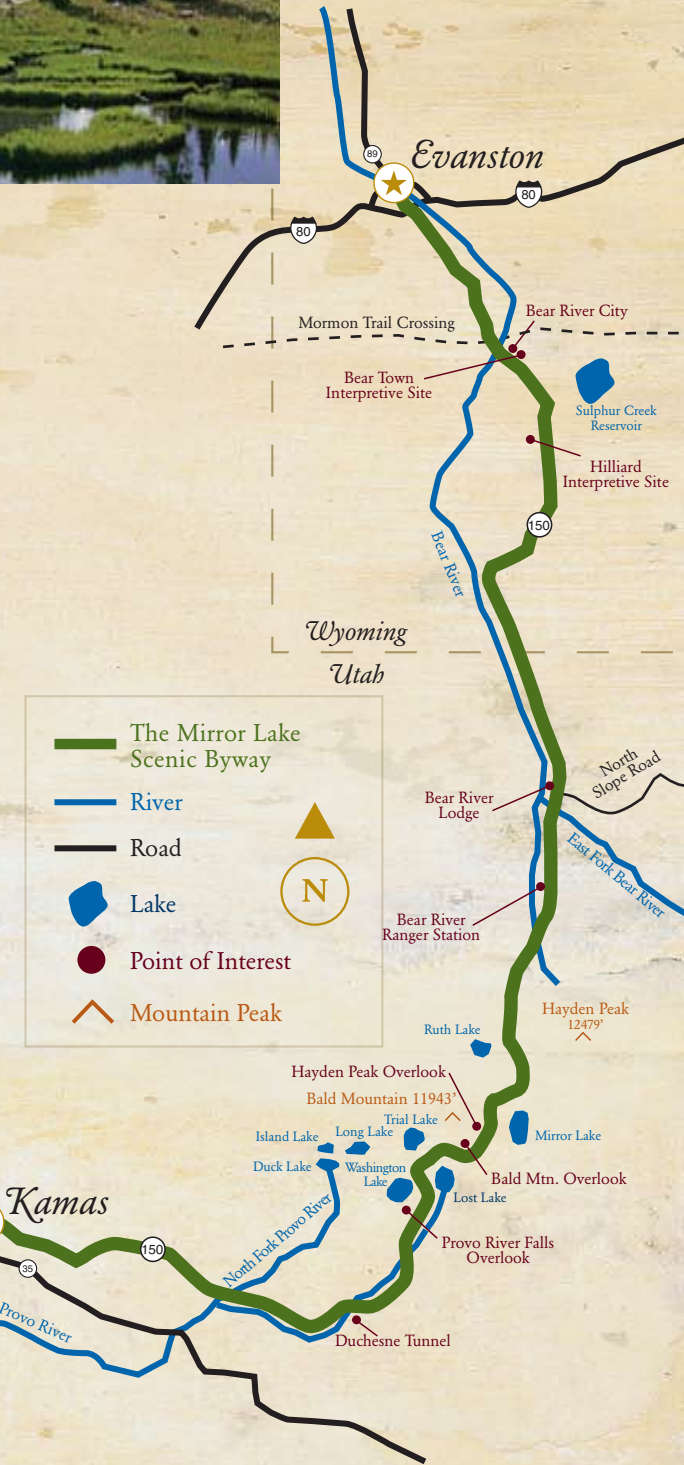 89
Evanston
80
80
Bear River City
Mormon Trail Crossing
Bear Town
Interpretive Site
Sulphur Creek
Reservoir
Hilliard
Interpretive Site
150
Bear River
Wyoming
Utah
The Mirror Lake
Scenic Byway
River
Road
Lake
N
Point of Interest
Mountain Peak
North
Slope Road
Bear River
Lodge
East Fork Bear River
Bear River
Ranger Station
Hayden Peak
12479'
Ruth Lake
Hayden Peak Overlook
Bald Mountain 11943'
Trial Lake
Island Lake
Long Lake
Mirror Lake
Duck Lake
Washington
Lake
Bald Mtn. Overlook
Lost Lake
Kamas
North Fork Provo River
Provo River Falls
Overlook
150
35
Provo River
Duchesne Tunnel